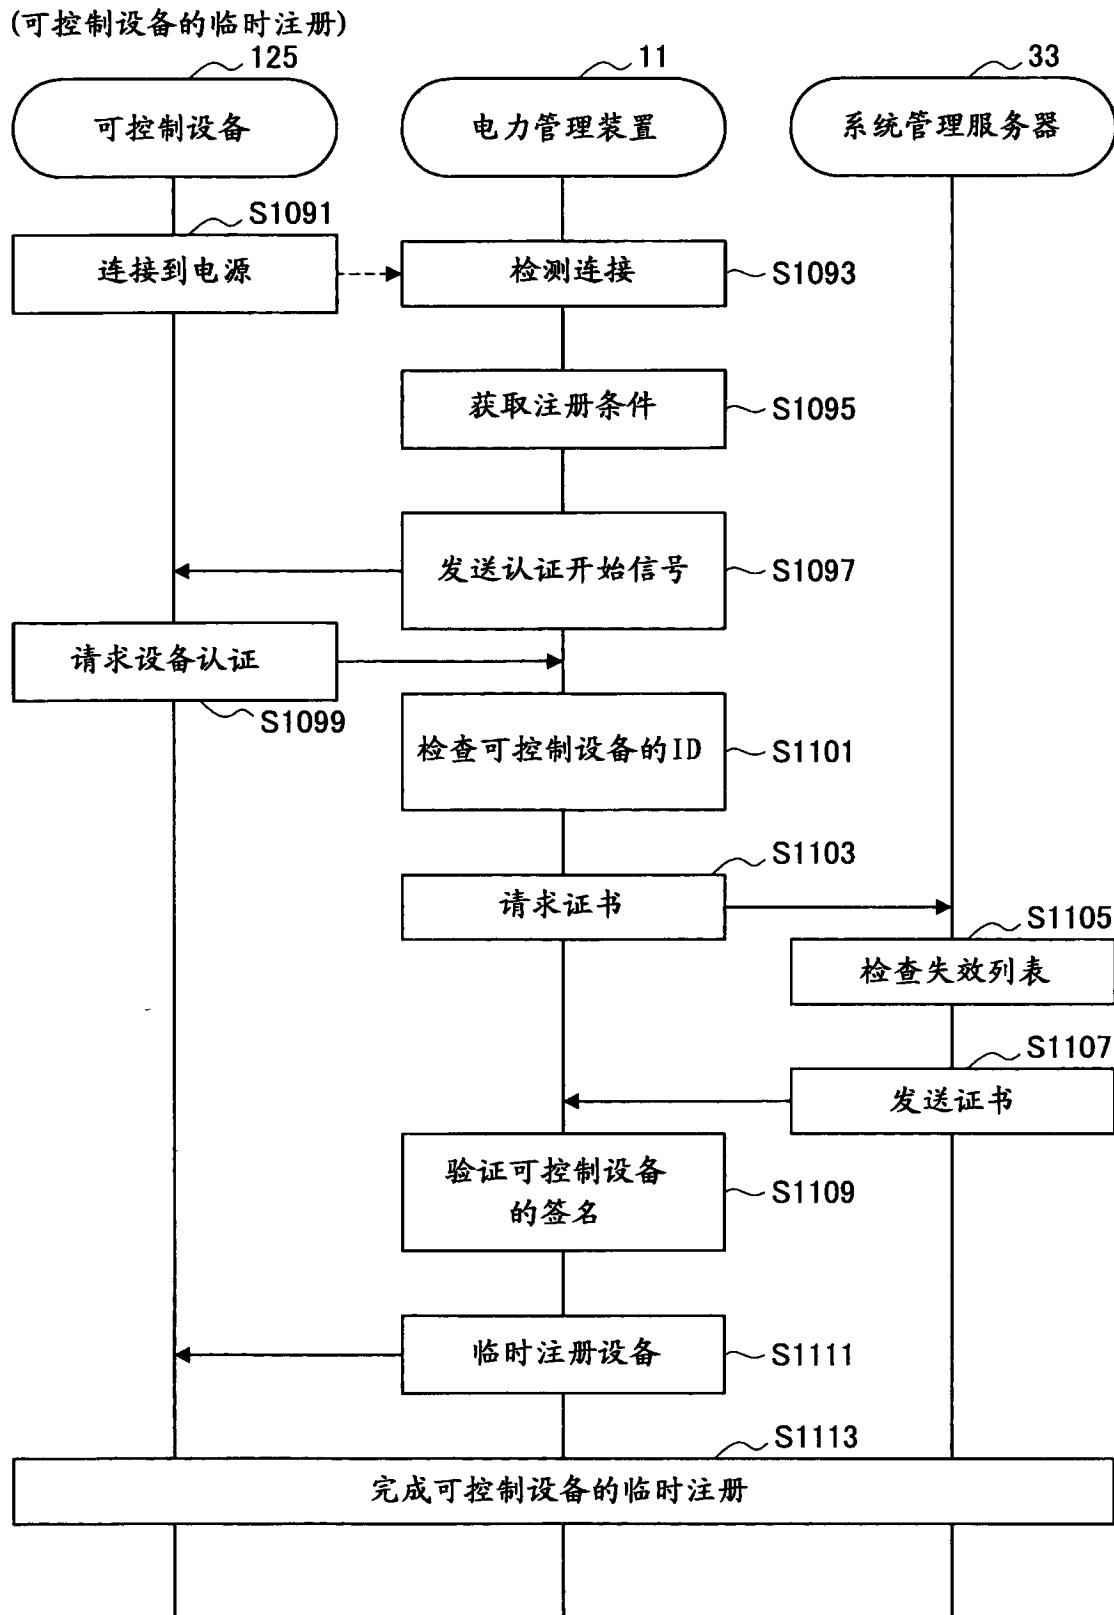 (可控制设备的临时注册)
125
11
33
可控制设备
电力管理装置
系统管理服务器
S1091
连接到电源
检测连接
S1093
获取注册条件
S1095
发送认证开始信号
S1097
请求设备认证
S1099
检查可控制设备的ID
S1101
S1103
请求证书
S1105
检查失效列表
S1107
发送证书
验证可控制设备
的签名
S1109
临时注册设备
S1111
S1113
完成可控制设备的临时注册